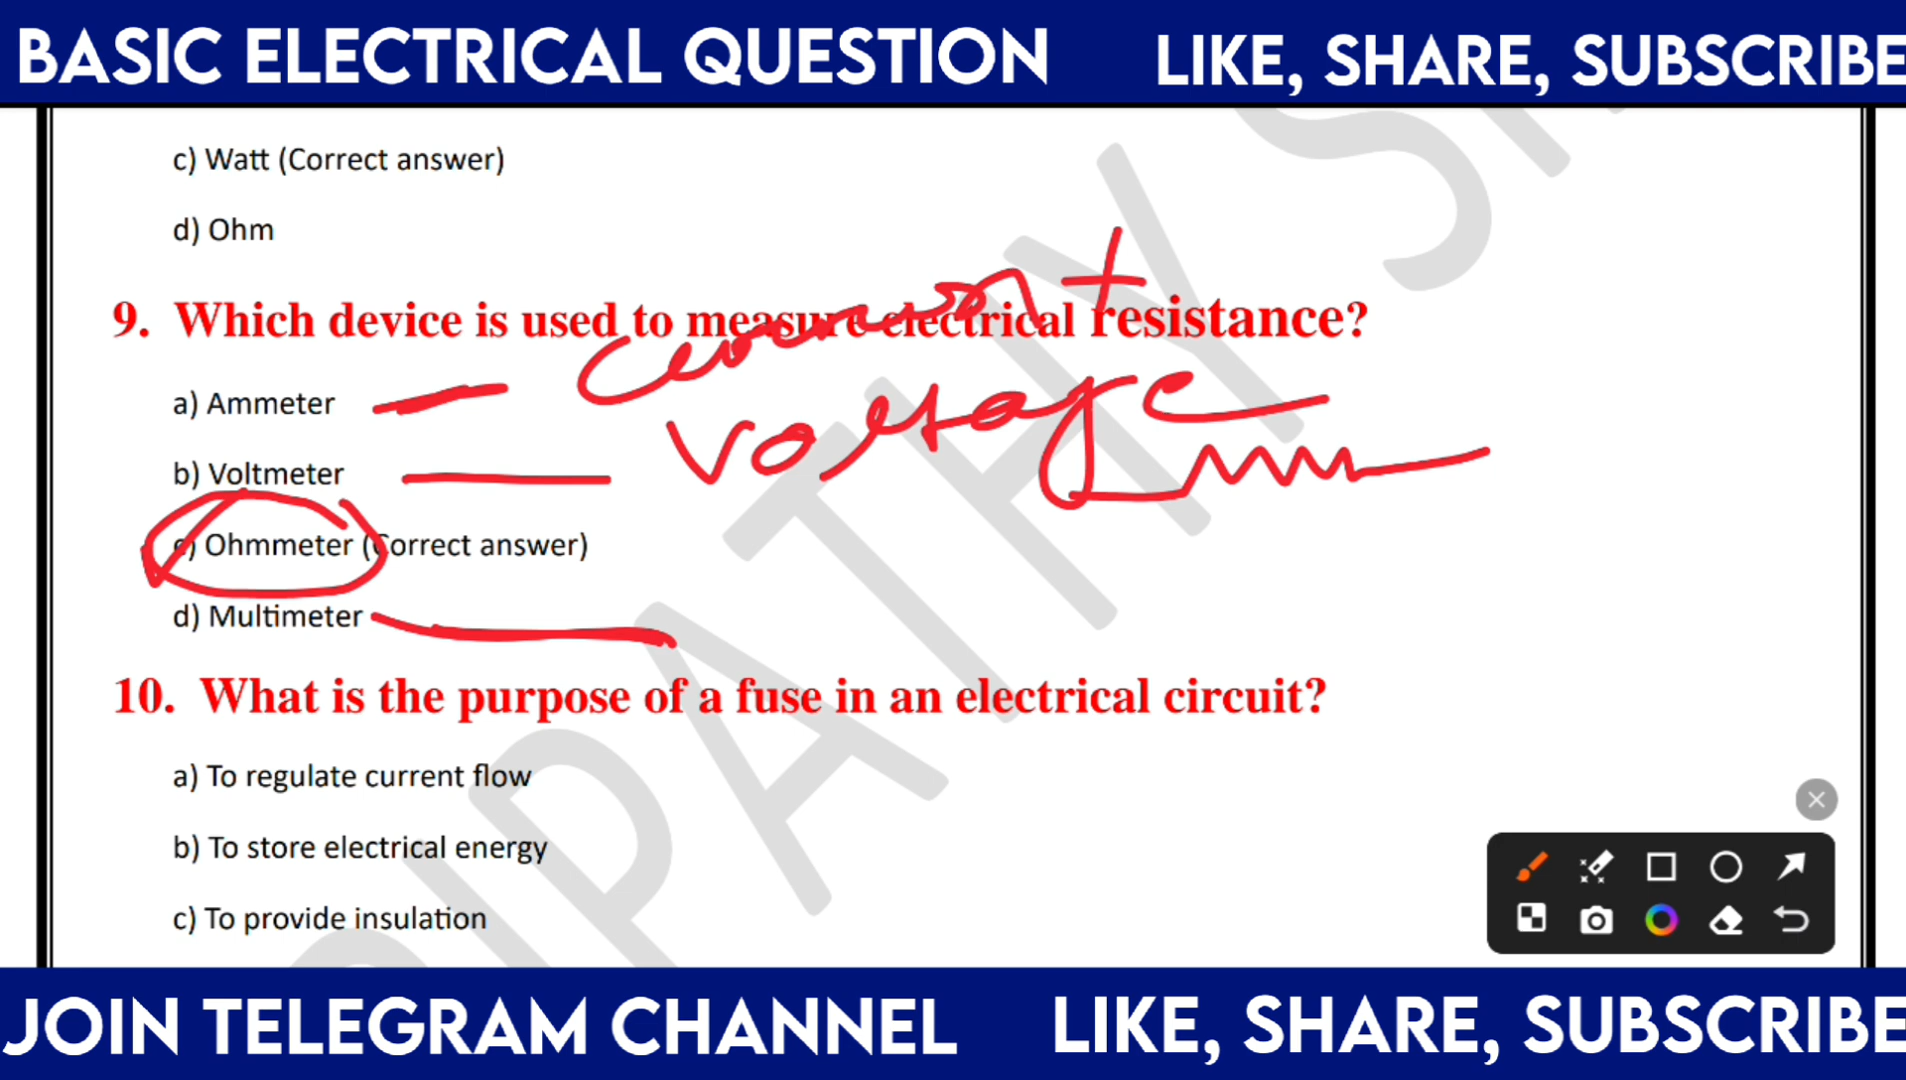 BASIC ELECTRICAL QUESTION LIKE, SHARE, SUBSCRIBE
c) Watt (Correct answer)
d) Ohm
9. Which device is used to measure electrical resistance?
a) Ammeter current
b) Voltmeter voltage
c) Ohmmeter (Correct answer)
d) Multimeter
10. What is the purpose of a fuse in an electrical circuit?
a) To regulate current flow
b) To store electrical energy
c) To provide insulation
JOIN TELEGRAM CHANNEL LIKE, SHARE, SUBSCRIBE